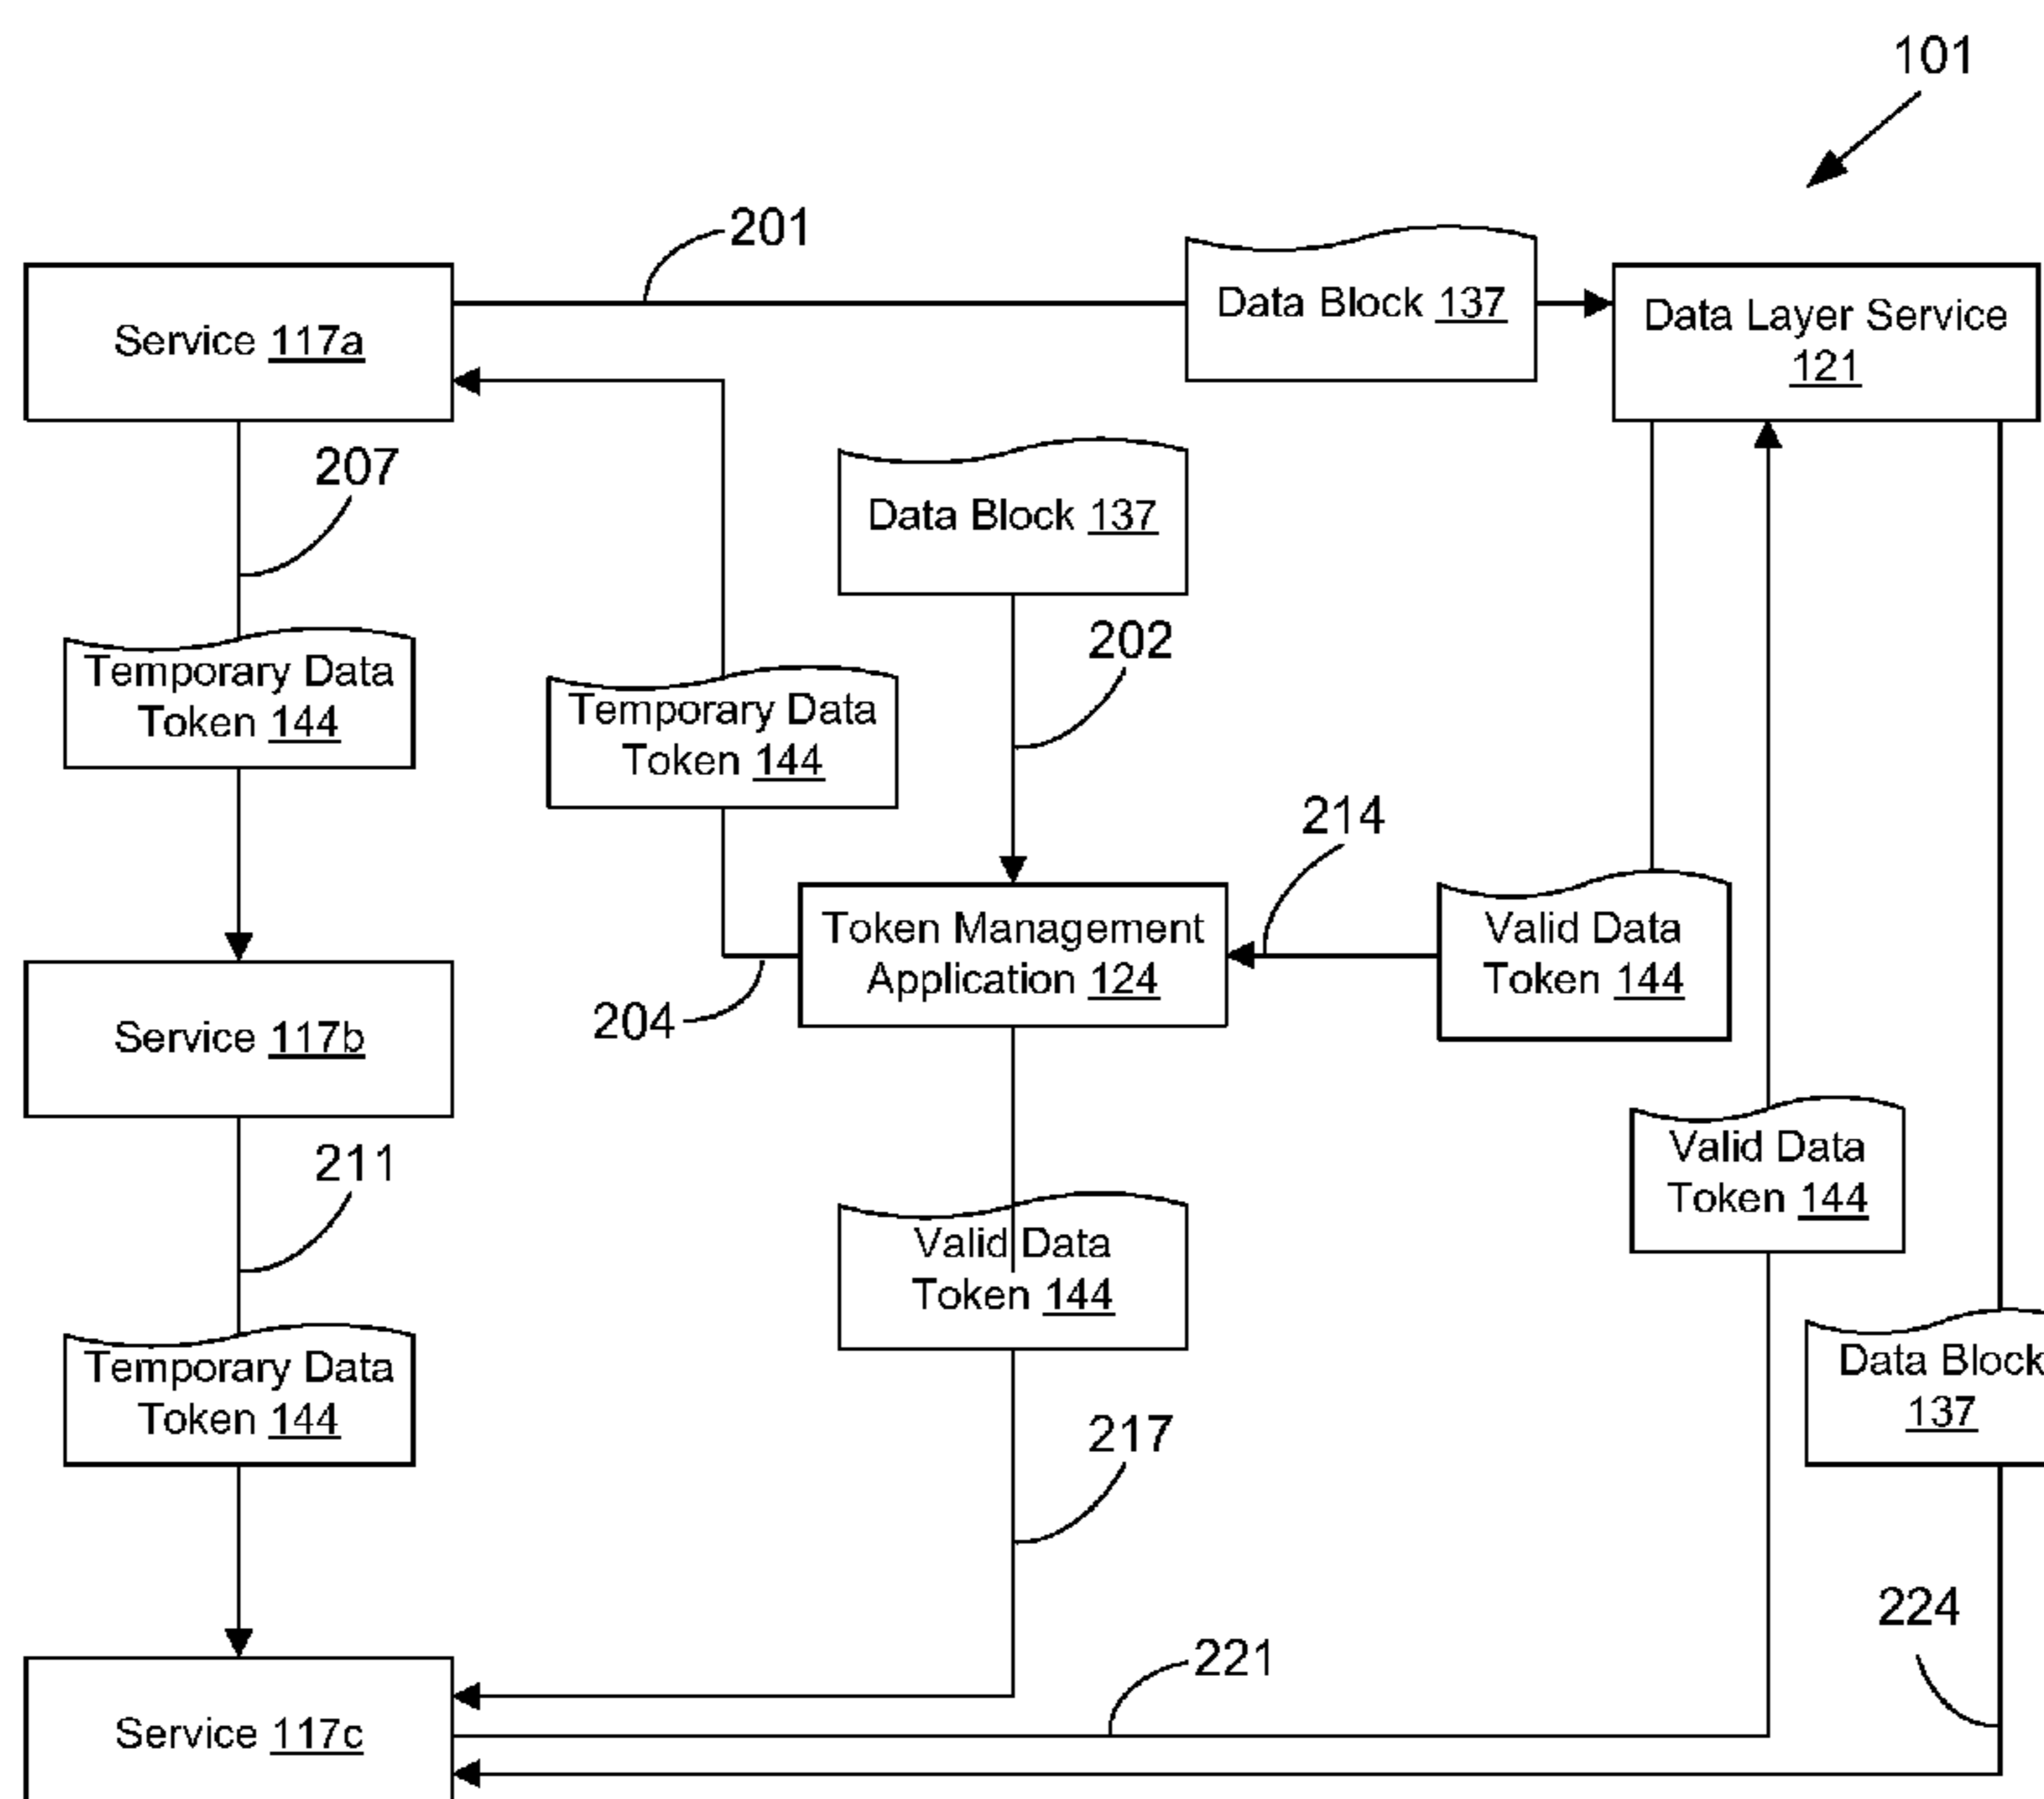 101
201
Service 117a
Data Block 137
Data Layer Service
121
207
Data Block 137
202
Temporary Data
Token 144
Temporary Data
Token 144
214
Token Management
Application 124
Valid Data
Token 144
204
Service 117b
211
Valid Data
Token 144
Valid Data
Token 144
Temporary Data
Token 144
Data Block
137
217
224
221
Service 117c